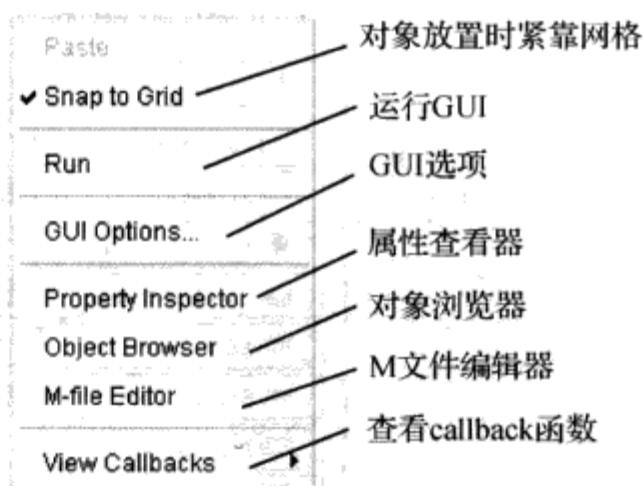 Paste
对象放置时紧靠网格
✔ Snap to Grid
运行GUI
Run
GUI选项
GUI Options...
属性查看器
Property Inspector
对象浏览器
Object Browser
M文件编辑器
M-file Editor
查看callback函数
View Callbacks